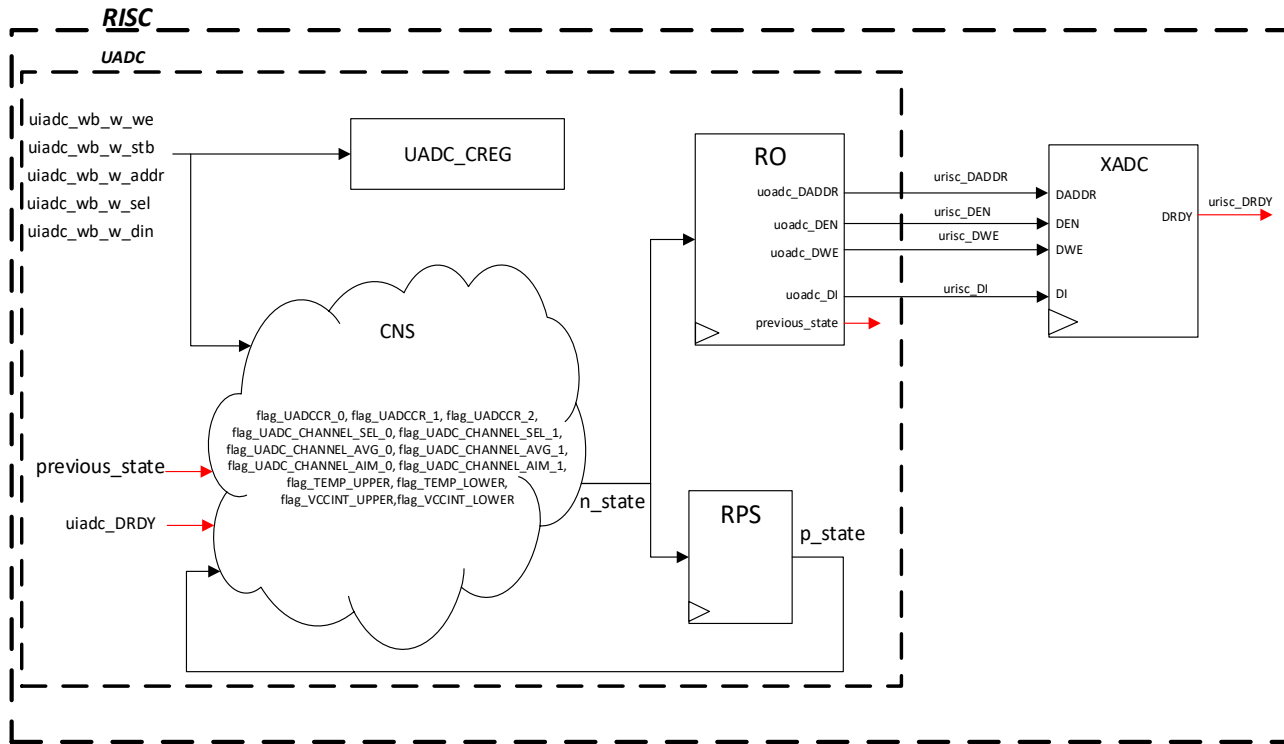 RISC
UADC
uiadc_wb_w_we
uiadc_wb_w_stb
uiadc_wb_w_addr
uiadc_wb_w_sel
uiadc_wb_w_din
UADC_CREG
RO
uoadc_DADDR
uoadc_DEN
uoadc_DWE
uoadc_DI
previous_state
urisc_DADDR
urisc_DEN
urisc_DWE
urisc_DI
XADC
DADDR
DEN
DWE
DI
DRDY
urisc_DRDY
CNS
flag_UADCCR_0, flag_UADCCR_1, flag_UADCCR_2,
flag_UADC_CHANNEL_SEL_0, flag_UADC_CHANNEL_SEL_1,
flag_UADC_CHANNEL_AVG_0, flag_UADC_CHANNEL_AVG_1,
flag_UADC_CHANNEL_AIM_0, flag_UADC_CHANNEL_AIM_1,
flag_TEMP_UPPER, flag_TEMP_LOWER,
flag_VCCINT_UPPER,flag_VCCINT_LOWER
previous_state
uiadc_DRDY
n_state
RPS
p_state